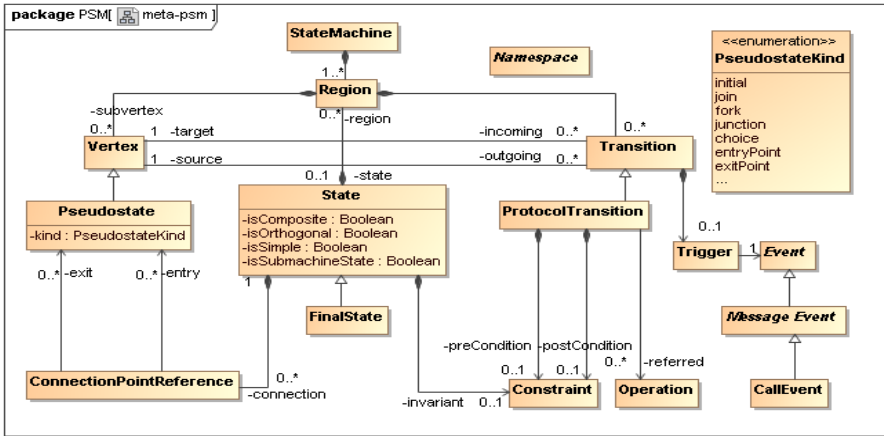 package PSM[ meta-psm ]
StateMachine
1..*
Region
Namespace
<<enumeration>>
PseudostateKind
initial
join
fork
junction
choice
entryPoint
exitPoint
...
-subvertex
0..*
0..*
-region
0..*
Vertex
1
-target
-incoming
0..*
1
-source
-outgoing
0..*
Transition
0..1
-state
Pseudostate
-kind : PseudostateKind
State
-isComposite : Boolean
-isOrthogonal : Boolean
-isSimple : Boolean
-isSubmachineState : Boolean
ProtocolTransition
0..1
Trigger
1
Event
0..*
-exit
0..*
-entry
1
FinalState
Message Event
-preCondition
-postCondition
0..1
0..1
0..*
-referred
ConnectionPointReference
0..*
-connection
-invariant
0..1
Constraint
Operation
CallEvent